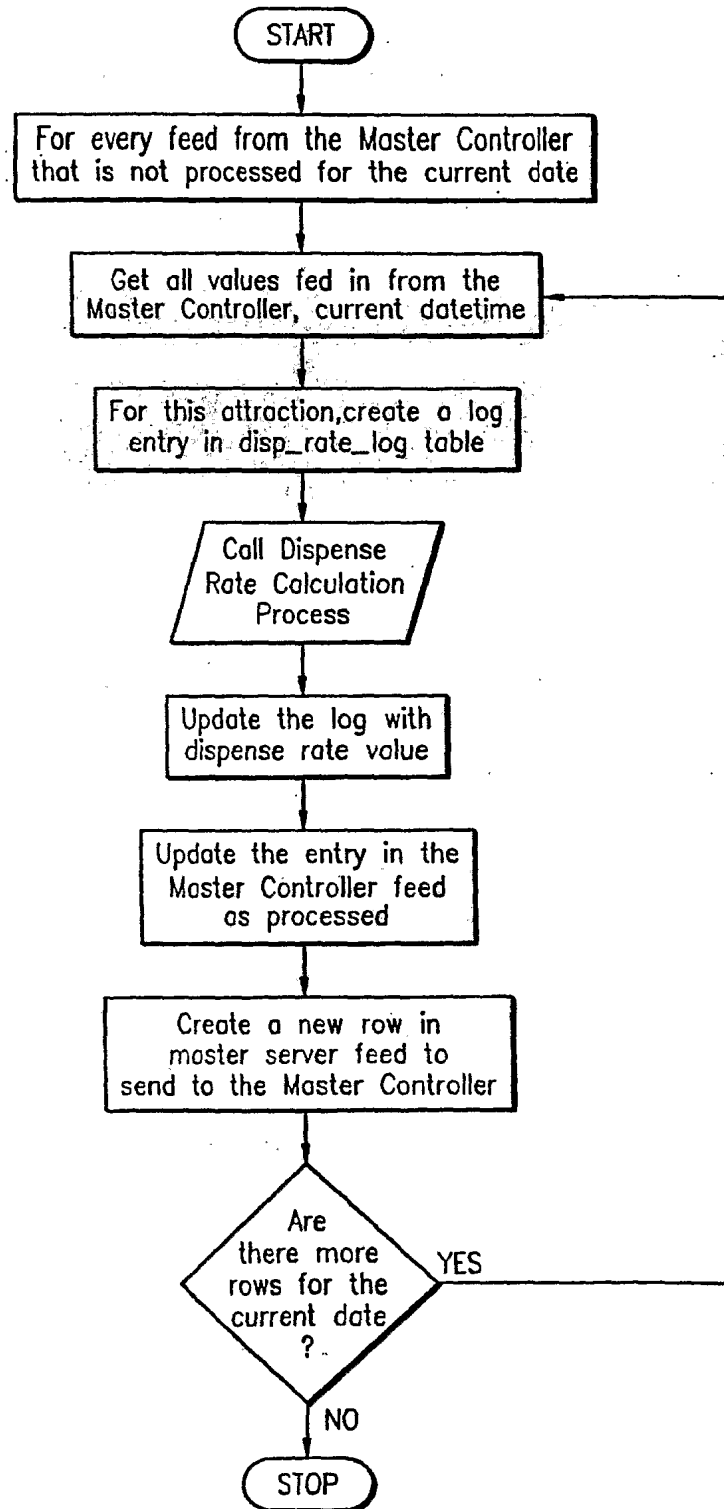 START
For every feed from the Master Controller
that is not processed for the current date
Get all values fed in from the
Master Controller, current datetime
For this attraction,create a log
entry in disp_rate_log table
Call Dispense
Rate Calculation
Process
Update the log with
dispense rate value
Update the entry in the
Master Controller feed
as processed
Create a new row in
master server feed to
send to the Master Controller
Are
there more
rows for the
current date
?
YES
NO
STOP